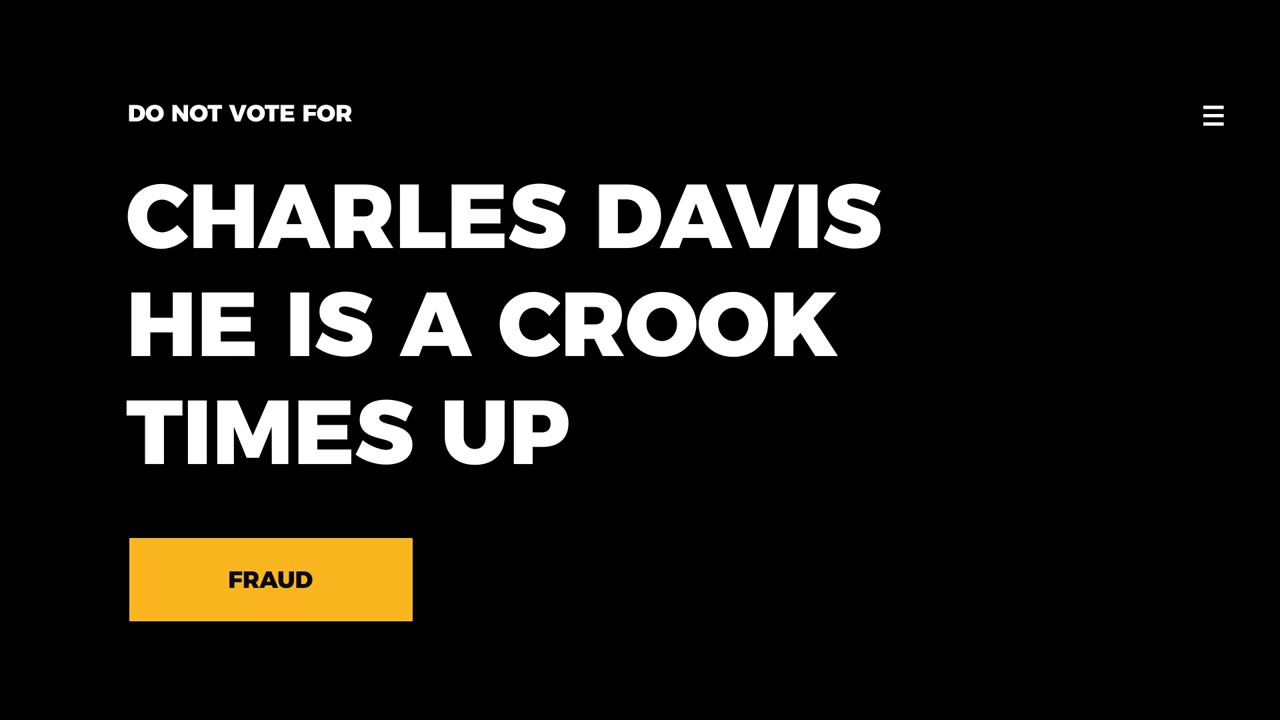 DO NOT VOTE FOR
CHARLES DAVIS
HE IS A CROOK
TIMES UP
FRAUD